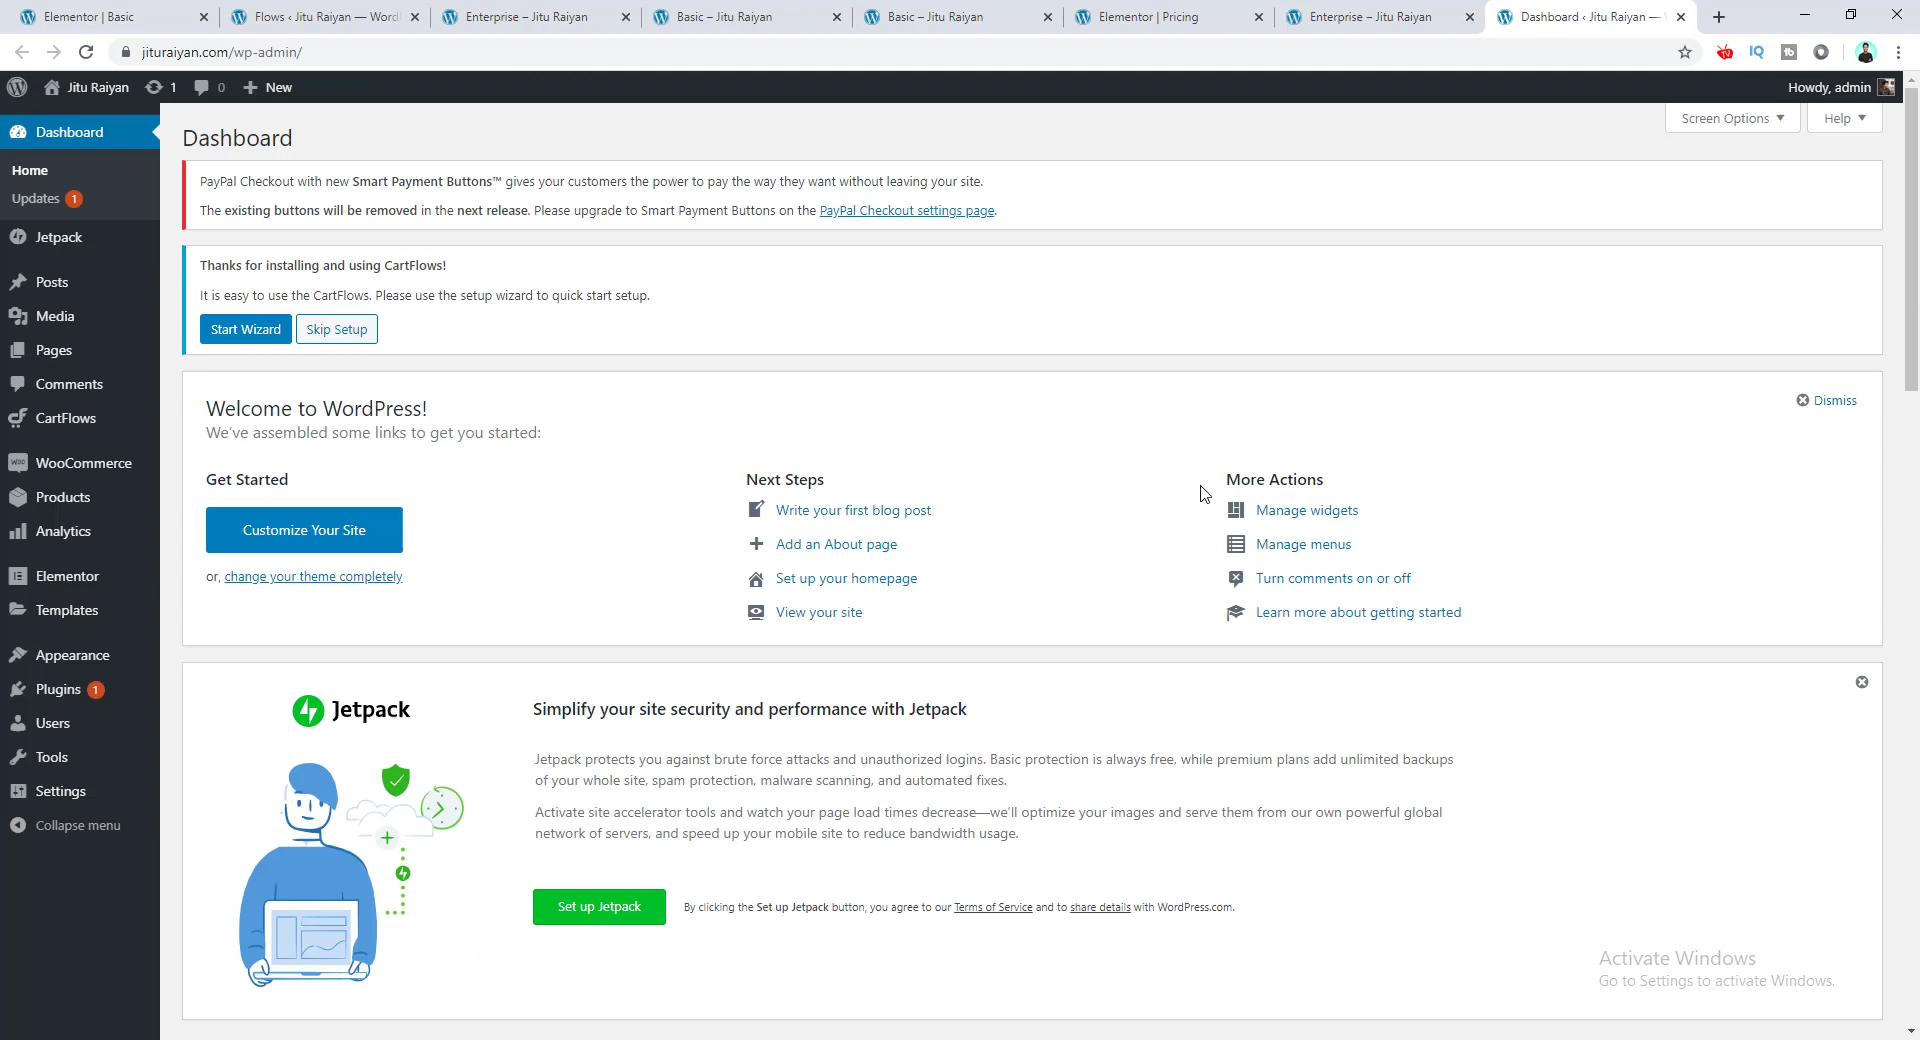 Elementor | Basic
Flows ‹ Jitu Raiyan — Word
Enterprise – Jitu Raiyan
Basic – Jitu Raiyan
Basic – Jitu Raiyan
Elementor | Pricing
Enterprise – Jitu Raiyan
Dashboard ‹ Jitu Raiyan —
jituraiyan.com/wp-admin/
Jitu Raiyan
1
0
New
Howdy, admin
Dashboard
Home
Updates 1
Jetpack
Posts
Media
Pages
Comments
CartFlows
WooCommerce
Products
Analytics
Elementor
Templates
Appearance
Plugins 1
Users
Tools
Settings
Collapse menu
Screen Options
Help
Dashboard
PayPal Checkout with new Smart Payment Buttons™ gives your customers the power to pay the way they want without leaving your site.
The existing buttons will be removed in the next release. Please upgrade to Smart Payment Buttons on the PayPal Checkout settings page.
Thanks for installing and using CartFlows!
It is easy to use the CartFlows. Please use the setup wizard to quick start setup.
Start Wizard
Skip Setup
Welcome to WordPress!
Dismiss
We've assembled some links to get you started:
Get Started
Customize Your Site
or, change your theme completely
Next Steps
Write your first blog post
Add an About page
Set up your homepage
View your site
More Actions
Manage widgets
Manage menus
Turn comments on or off
Learn more about getting started
Jetpack
Simplify your site security and performance with Jetpack
Jetpack protects you against brute force attacks and unauthorized logins. Basic protection is always free, while premium plans add unlimited backups
of your whole site, spam protection, malware scanning, and automated fixes.
Activate site accelerator tools and watch your page load times decrease—we'll optimize your images and serve them from our own powerful global
network of servers, and speed up your mobile site to reduce bandwidth usage.
Set up Jetpack
By clicking the Set up Jetpack button, you agree to our Terms of Service and to share details with WordPress.com.
Activate Windows
Go to Settings to activate Windows.